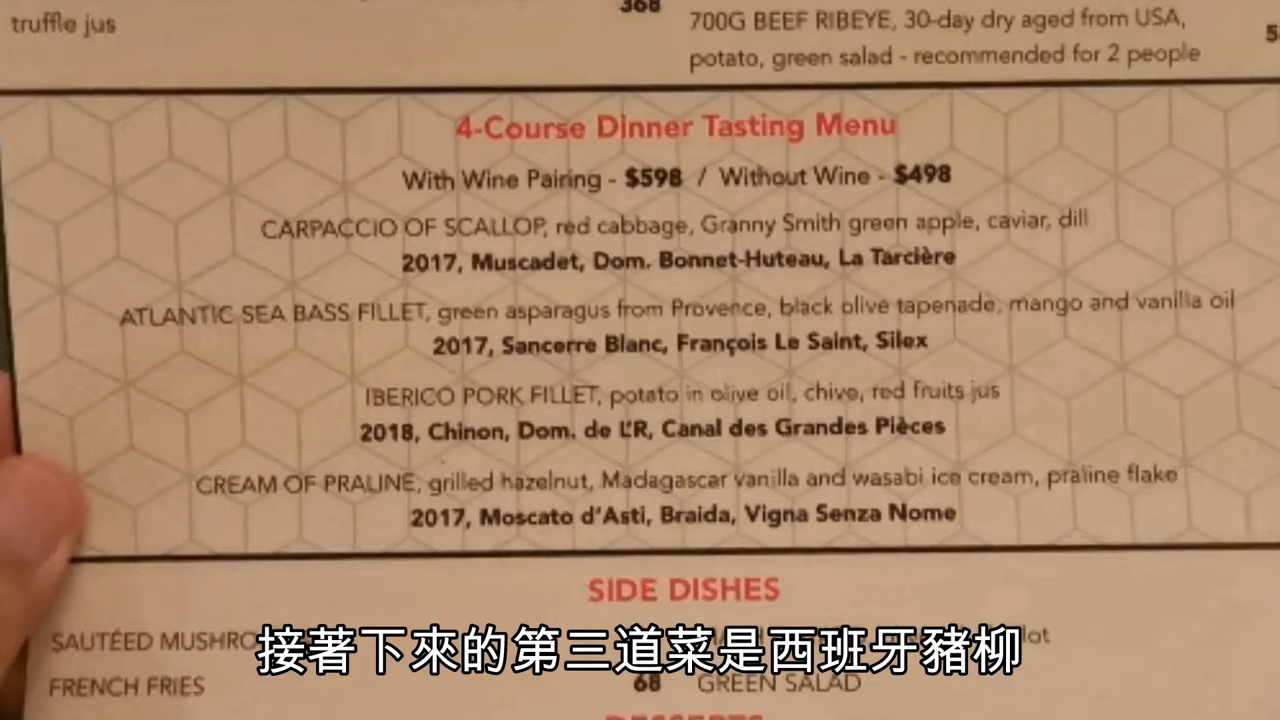 truffle jus
368
700G BEEF RIBEYE, 30-day dry aged from USA,
potato, green salad - recommended for 2 people
4-Course Dinner Tasting Menu
With Wine Pairing - $598 / Without Wine - $498
CARPACCIO OF SCALLOP, red cabbage, Granny Smith green apple, caviar, dill
2017, Muscadet, Dom. Bonnet-Huteau, La Tarcière
ATLANTIC SEA BASS FILLET, green asparagus from Provence, black olive tapenade, mango and vanilla oil
2017, Sancerre Blanc, François Le Saint, Silex
IBERICO PORK FILLET, potato in olive oil, chive, red fruits jus
2018, Chinon, Dom. de L'R, Canal des Grandes Pièces
CREAM OF PRALINE, grilled hazelnut, Madagascar vanilla and wasabi ice cream, praline flake
2017, Moscato d'Asti, Braida, Vigna Senza Nome
SIDE DISHES
SAUTÉED
接著下來的第三道菜是西班牙豬柳
FRENCH FRIES 68 GREEN SALAD
DESSERTS